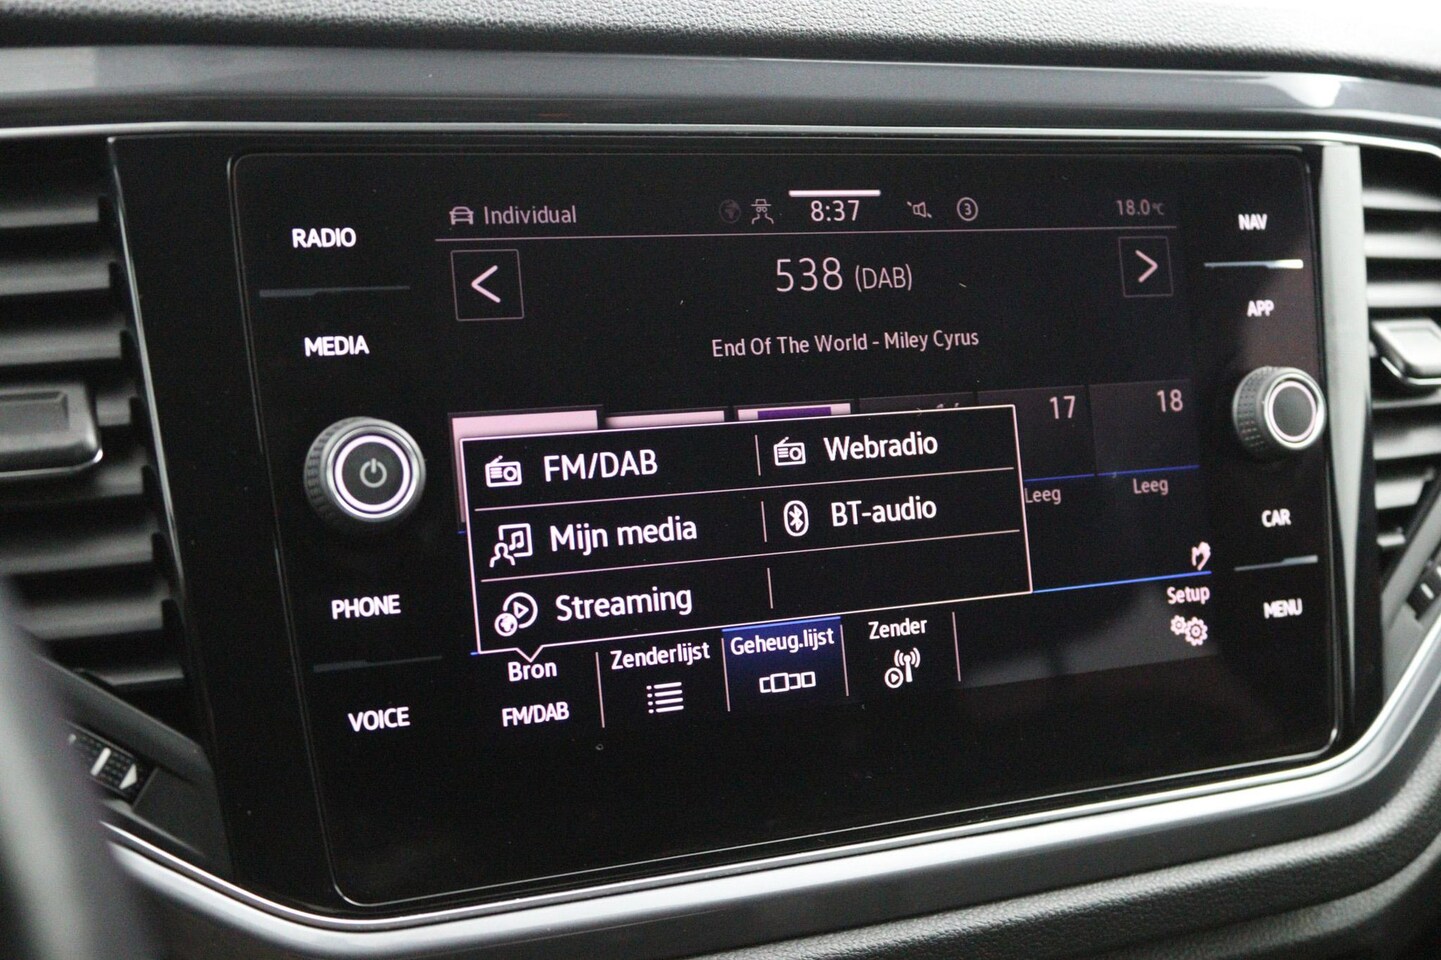 RADIO
MEDIA
PHONE
VOICE
Individual
8:37
3
18.0°C
538 (DAB)
End Of The World - Miley Cyrus
17
18
Leeg
Leeg
FM/DAB
Webradio
Mijn media
BT-audio
Streaming
Bron
FM/DAB
Zenderlijst
Geheug.lijst
Zender
Setup
NAV
APP
CAR
MENU